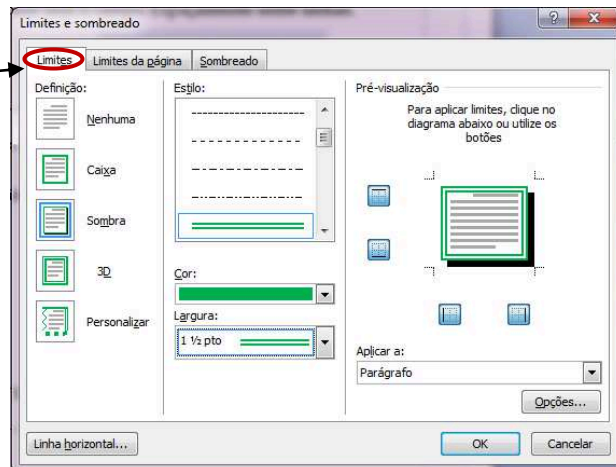 Limites e sombreado
Limites
Limites da página
Sombreado
Definição:
Nenhuma
Caixa
Sombra
3D
Personalizar
Estilo:
Cor:
Largura:
1 ½ pto
Pré-visualização
Para aplicar limites, clique no
diagrama abaixo ou utilize os
botões
Aplicar a:
Parágrafo
Opções...
Linha horizontal...
OK
Cancelar